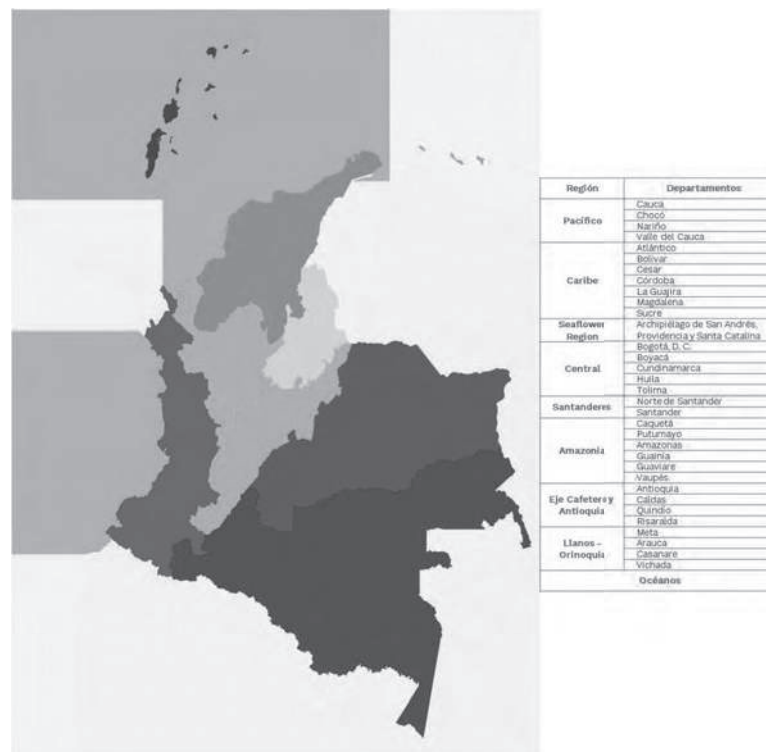 Región Departamentos
Pacífico
Cauca
Chocó
Nariño
Valle del Cauca
Caribe
Atlántico
Bolívar
Cesar
Córdoba
La Guajira
Magdalena
Sucre
Seaflower
Region
Archipiélago de San Andrés,
Providencia y Santa Catalina
Central
Bogotá, D. C.
Boyacá
Cundinamarca
Huila
Tolima
Santanderes
Norte de Santander
Santander
Amazonía
Caquetá
Putumayo
Amazonas
Guainía
Guaviare
Vaupés
Eje Cafetero y
Antioquia
Antioquia
Caldas
Quindío
Risaralda
Llanos –
Orinoquía
Meta
Arauca
Casanare
Vichada
Océanos